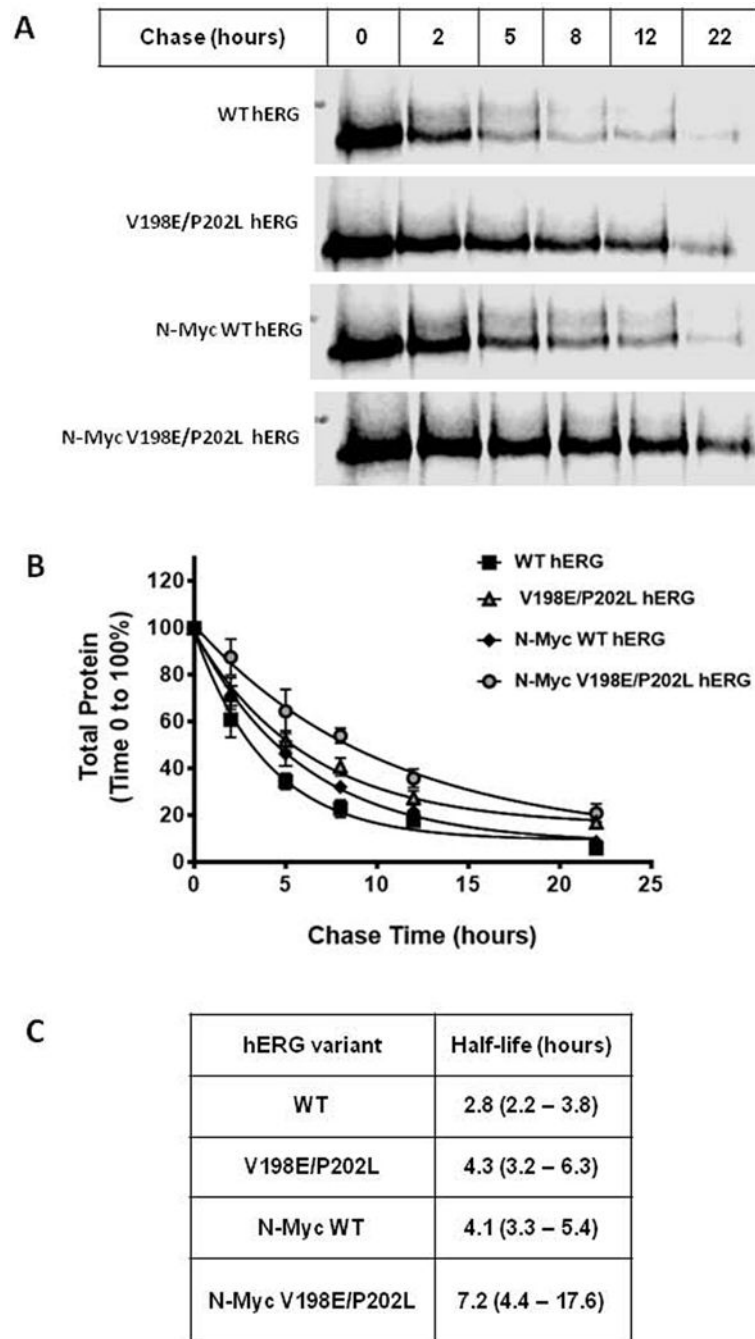 A
Chase (hours) 0 2 5 8 12 22
WT hERG
V198E/P202L hERG
N-Myc WT hERG
N-Myc V198E/P202L hERG
B
Total Protein
(Time 0 to 100%)
120
100
80
60
40
20
0
0 5 10 15 20 25
Chase Time (hours)
WT hERG
V198E/P202L hERG
N-Myc WT hERG
N-Myc V198E/P202L hERG
C
hERG variant Half-life (hours)
WT 2.8 (2.2 – 3.8)
V198E/P202L 4.3 (3.2 – 6.3)
N-Myc WT 4.1 (3.3 – 5.4)
N-Myc V198E/P202L 7.2 (4.4 – 17.6)